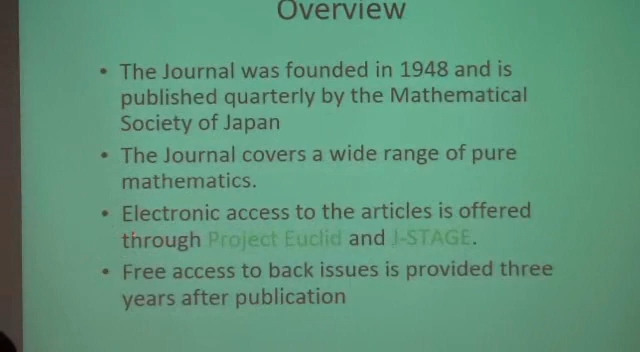 Overview
• The Journal was founded in 1948 and is
published quarterly by the Mathematical
Society of Japan
• The Journal covers a wide range of pure
mathematics.
• Electronic access to the articles is offered
through Project Euclid and J-STAGE.
• Free access to back issues is provided three
years after publication